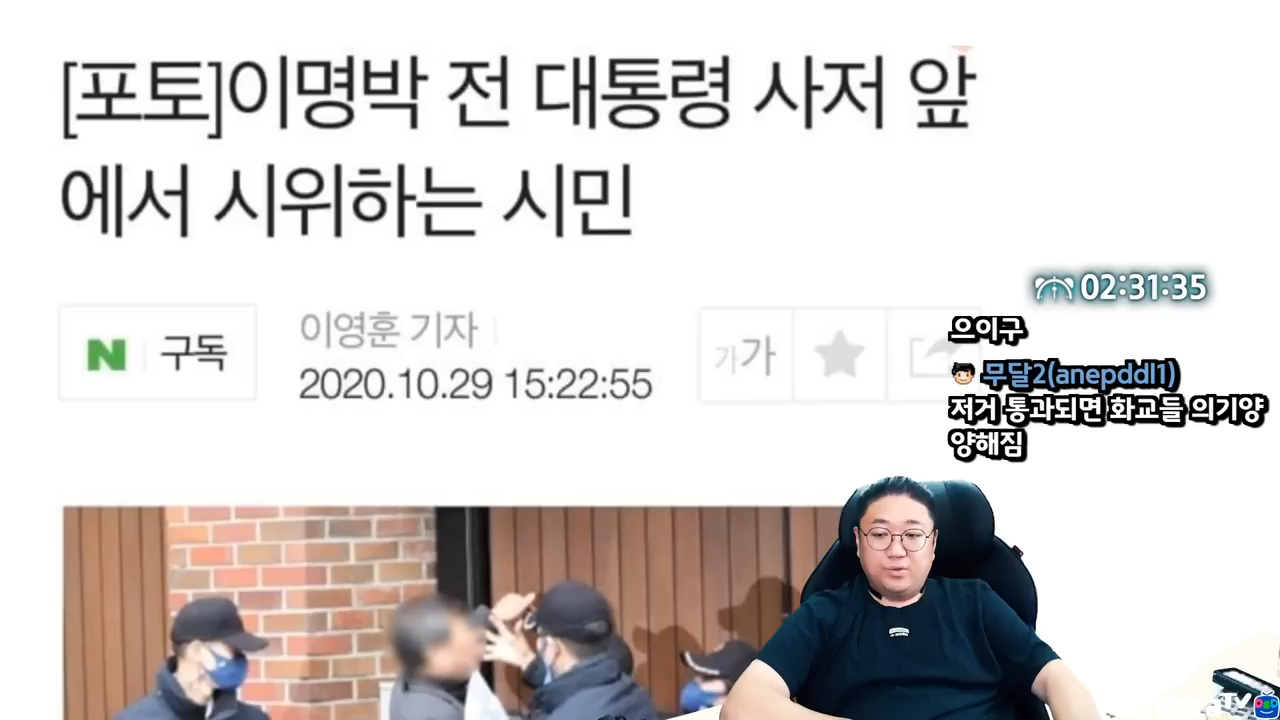 [포토]이명박 전 대통령 사저 앞
에서 시위하는 시민
N 구독
이영훈 기자
2020.10.29 15:22:55
가가
02:31:35
으이구
무달2(anepddl1)
저거 통과되면 화교들 의기양
양해짐